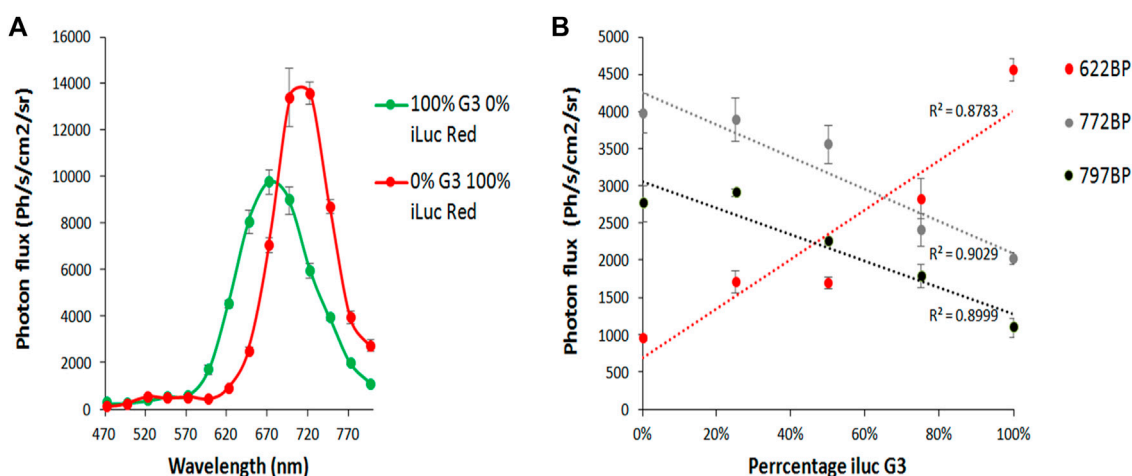 A
Photon flux (Ph/s/cm2/sr)
16000
14000
12000
10000
8000
6000
4000
2000
0
470 520 570 620 670 720 770
Wavelength (nm)
100% G3 0%
iLuc Red
0% G3 100%
iLuc Red
B
Photon flux (Ph/s/cm2/sr)
5000
4500
4000
3500
3000
2500
2000
1500
1000
500
0
0% 20% 40% 60% 80% 100%
Perrcentage iluc G3
R² = 0.8783
R² = 0.9029
R² = 0.8999
622BP
772BP
797BP